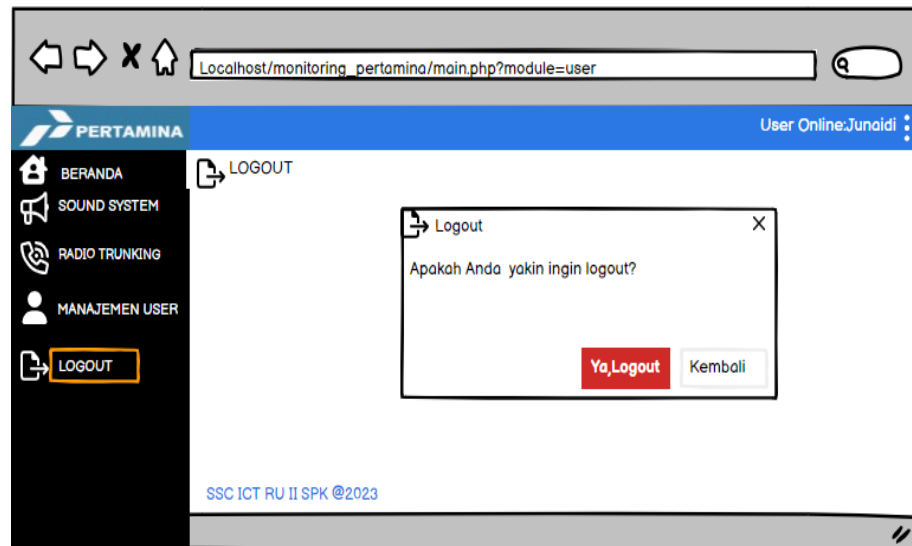 Localhost/monitoring_pertamina/main.php?module=user
PERTAMINA
User Online:Junaidi
BERANDA
SOUND SYSTEM
RADIO TRUNKING
MANAJEMEN USER
LOGOUT
LOGOUT
Logout
X
Apakah Anda yakin ingin logout?
Ya,Logout
Kembali
SSC ICT RU II SPK @2023